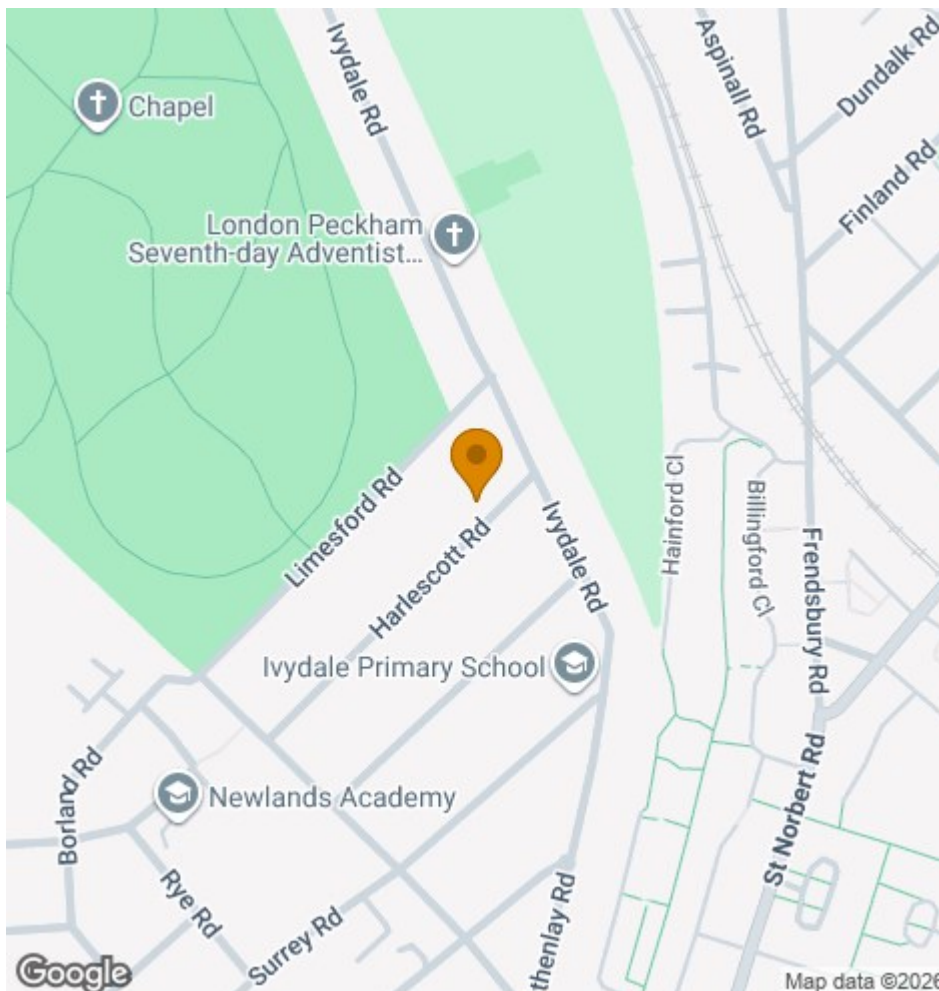 Ivydale Rd
Aspinall Rd
Dundalk Rd
Chapel
Finland Rd
London Peckham
Seventh-day Adventist...
Limesford Rd
Harlescott Rd
Ivydale Rd
Hainford Cl
Billingford Cl
Frendsbury Rd
Ivydale Primary School
Borland Rd
Newlands Academy
St Norbert Rd
Rye Rd
Surrey Rd
thenlay Rd
Google
Map data ©2026